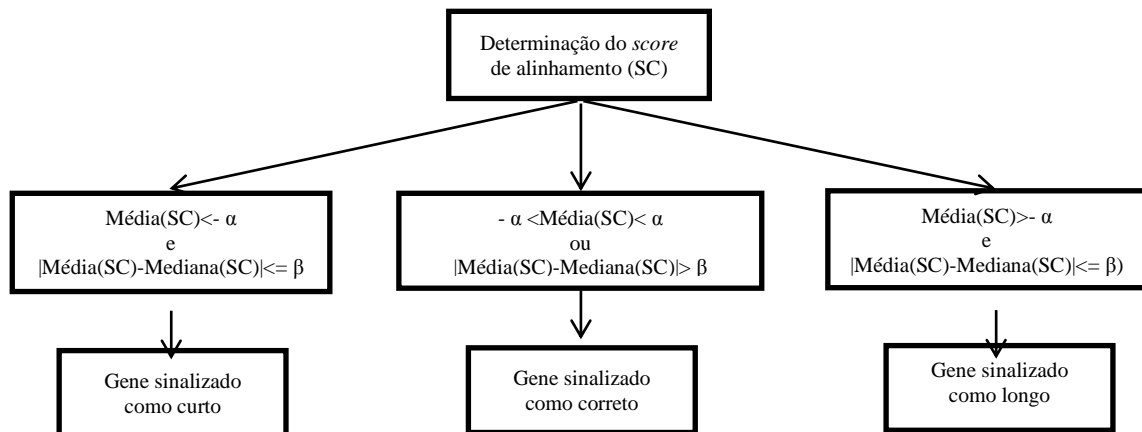 Determinação do score
de alinhamento (SC)
Média(SC)<- α
e
|Média(SC)-Mediana(SC)|<= β
- α <Média(SC)< α
ou
|Média(SC)-Mediana(SC)|> β
Média(SC)>- α
e
|Média(SC)-Mediana(SC)|<= β)
Gene sinalizado
como curto
Gene sinalizado
como correto
Gene sinalizado
como longo